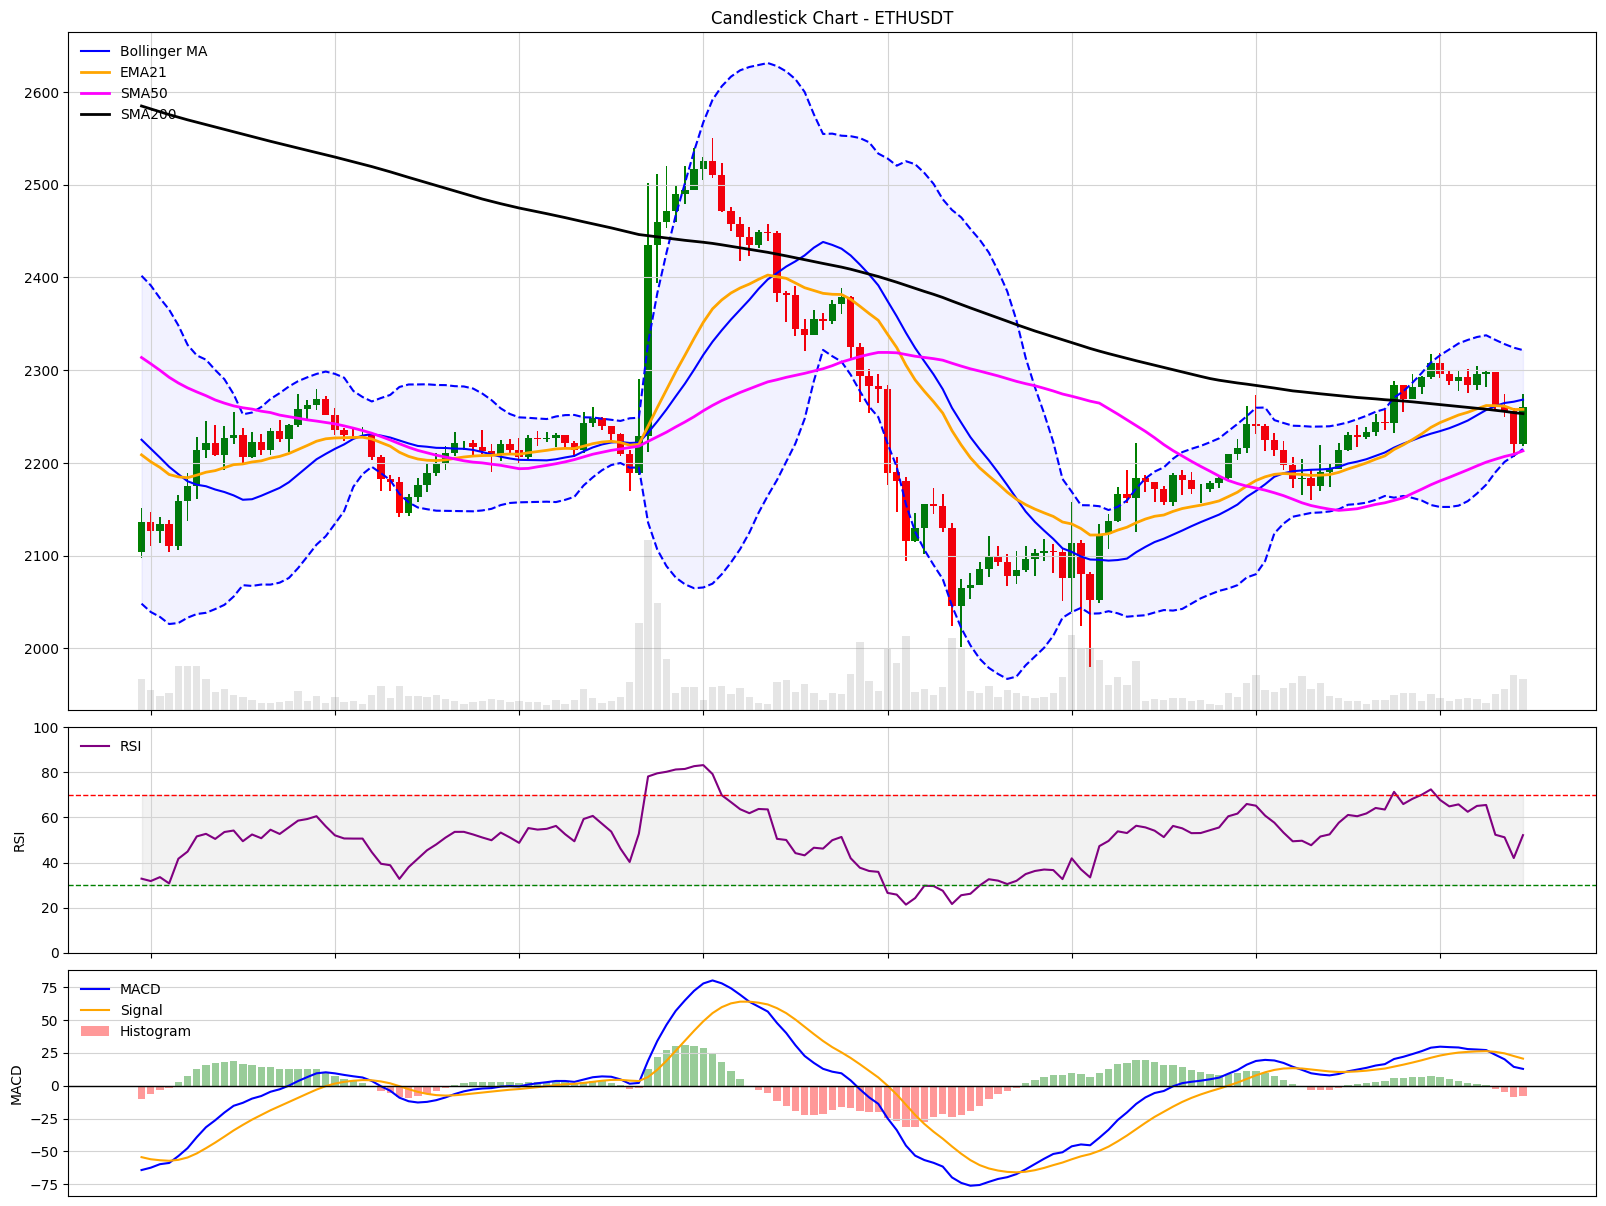 Candlestick Chart - ETHUSDT
Bollinger MA
EMA21
SMA50
SMA200
2600
2500
2400
2300
2200
2100
2000
RSI
100
80
60
40
20
0
RSI
MACD
Signal
Histogram
75
50
25
0
−25
−50
−75
MACD